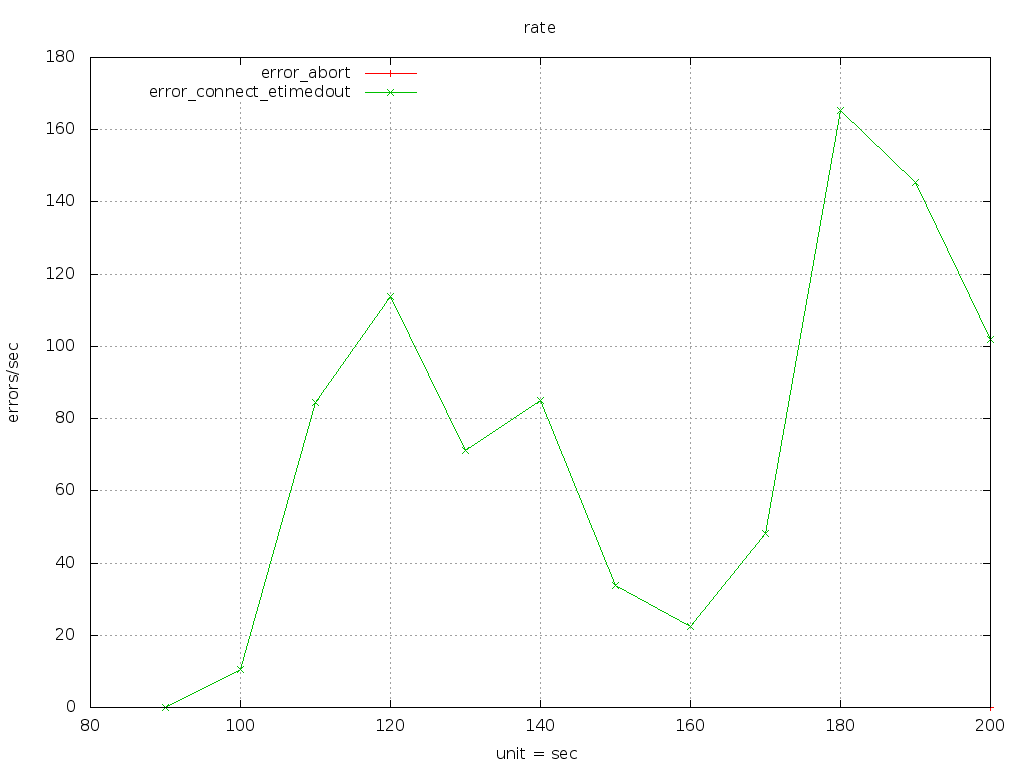 rate
error_abort
error_connect_etimedout
180
160
140
120
100
80
60
40
20
0
errors/sec
80 100 120 140 160 180 200
unit = sec